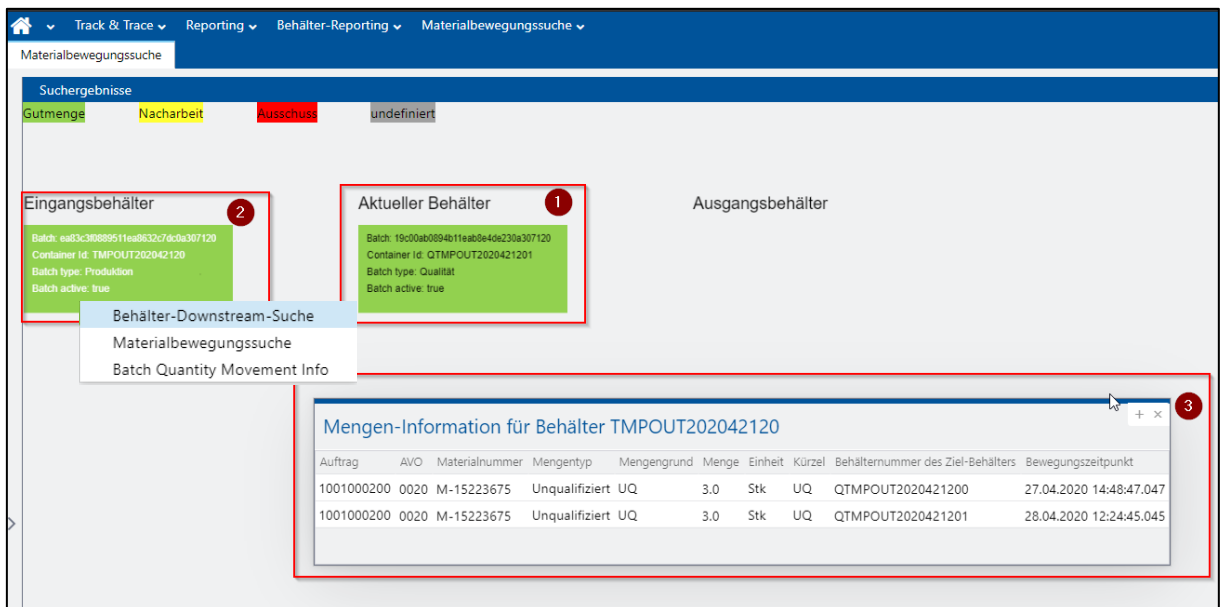 Track & Trace Reporting Behälter-Reporting Materialbewegungssuche
Materialbewegungssuche
Suchergebnisse
Gutmenge Nacharbeit Ausschuss undefiniert
Eingangsbehälter 2
Aktueller Behälter 1
Ausgangsbehälter
Batch: ea83c3f0889511ea8632c7dc0a307120
Container Id: TMPOUT202042120
Batch type: Produktion
Batch active: true
Batch: 19c00ab0894b11eab8e4de230a307120
Container Id: QTMPOUT2020421201
Batch type: Qualität
Batch active: true
Behälter-Downstream-Suche
Materialbewegungssuche
Batch Quantity Movement Info
3
Mengen-Information für Behälter TMPOUT202042120
Auftrag AVO Materialnummer Mengentyp Mengengrund Menge Einheit Kürzel Behälternummer des Ziel-Behälters Bewegungszeitpunkt
1001000200 0020 M-15223675 Unqualifiziert UQ 3.0 Stk UQ QTMPOUT2020421200 27.04.2020 14:48:47.047
1001000200 0020 M-15223675 Unqualifiziert UQ 3.0 Stk UQ QTMPOUT2020421201 28.04.2020 12:24:45.045